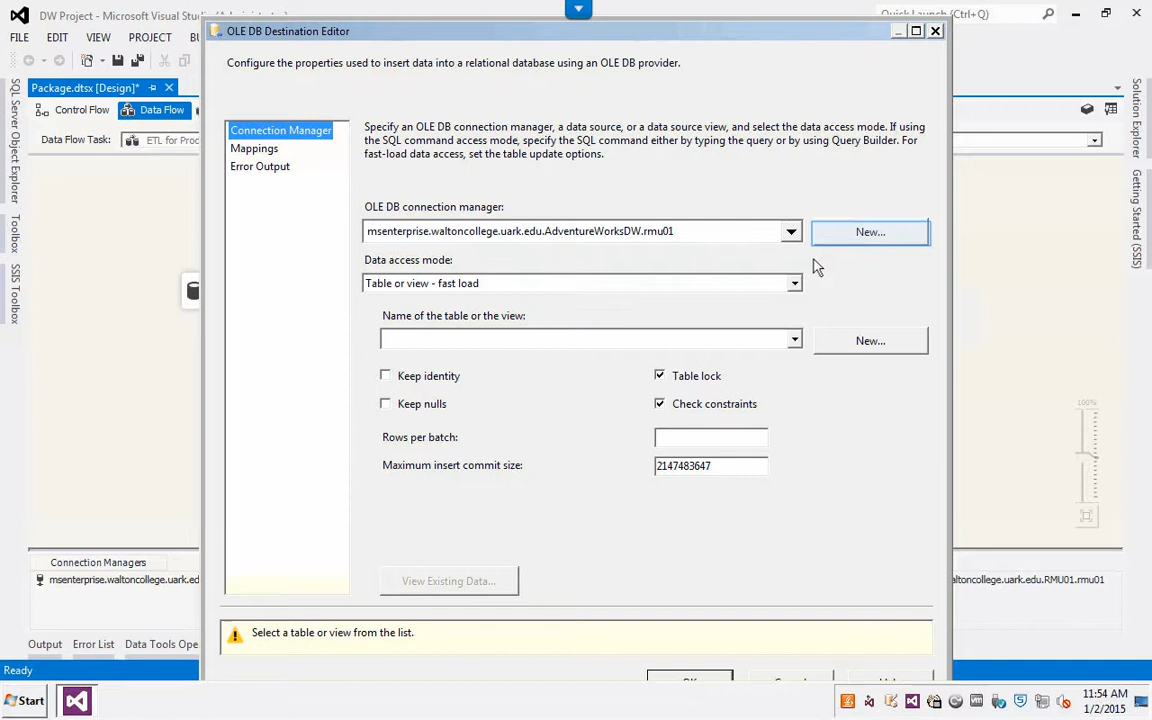 DW Project - Microsoft Visual Studio (Administrator)
Quick Launch (Ctrl+Q)
FILE EDIT VIEW PROJECT
OLE DB Destination Editor
Configure the properties used to insert data into a relational database using an OLE DB provider.
Package.dtsx [Design]*
Control Flow
Data Flow
Data Flow Task:
ETL for
SQL Server Object Explorer
Toolbox
SSIS Toolbox
Solution Explorer
Getting Started (SSIS)
Connection Manager
Mappings
Error Output
Specify an OLE DB connection manager, a data source, or a data source view, and select the data access mode. If using
the SQL command access mode, specify the SQL command either by typing the query or by using Query Builder. For
fast-load data access, set the table update options.
OLE DB connection manager:
msenterprise.waltoncollege.uark.edu.AdventureWorksDW.rmu01
New...
Data access mode:
Table or view - fast load
Name of the table or the view:
New...
Keep identity
Table lock
Keep nulls
Check constraints
Rows per batch:
Maximum insert commit size:
2147483647
View Existing Data...
100%
Connection Managers
msenterprise.waltoncollege.uark.ed
altoncollege.uark.edu.RMU01.rmu01
Select a table or view from the list.
Output Error List Data Tools Ope
Ready
Start
11:54 AM
1/2/2015